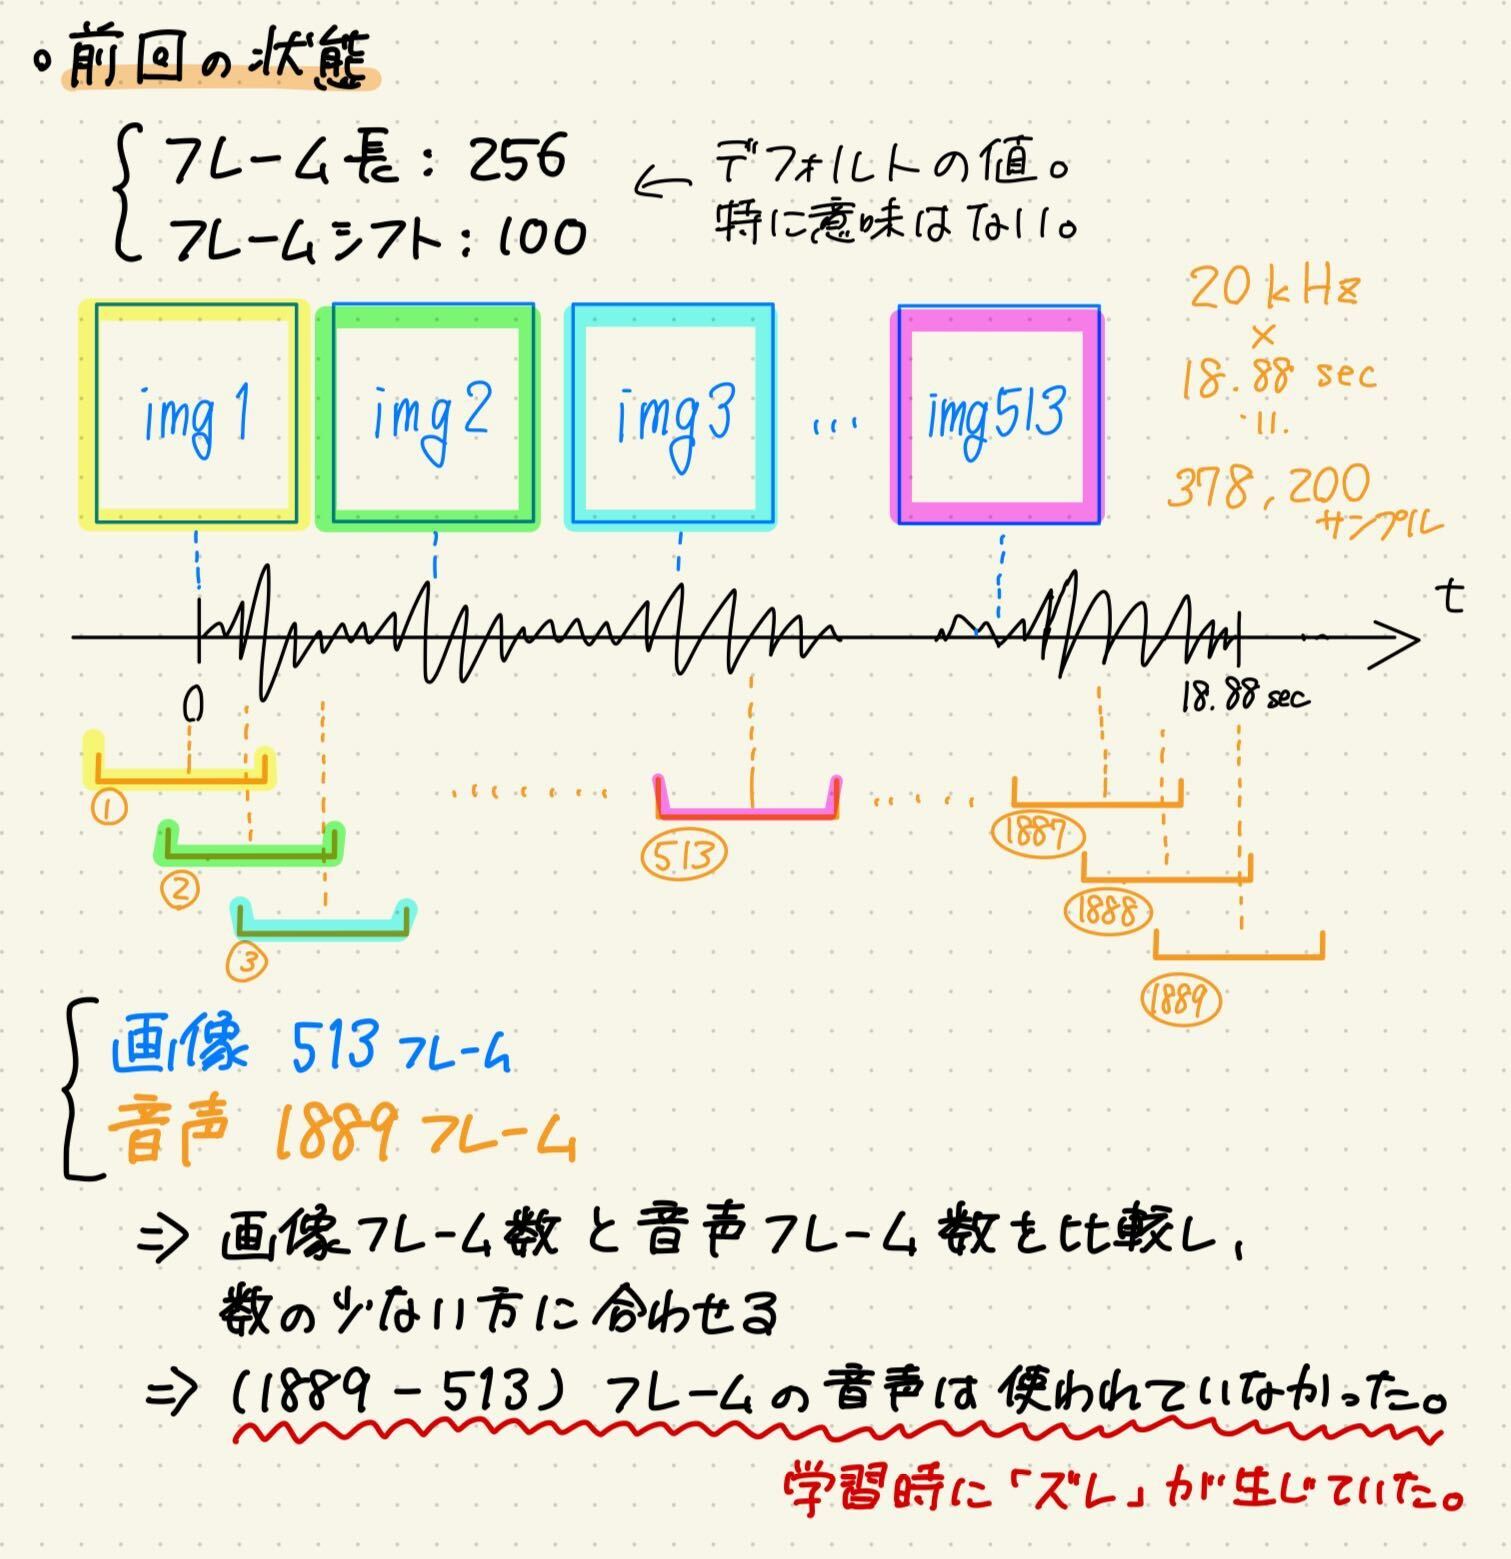 ○前回の状態
フレーム長: 256
フレームシフト: 100
← デフォルトの値。
特に意味はない。
20kHz
×
18.88 sec
॥
378,200
サンプル
img1
img2
img3
...
img513
t
0
18.88 sec
①
②
③
513
1887
1888
1889
画像 513 フレーム
音声 1889 フレーム
⇒ 画像フレーム数と音声フレーム数を比較し,
数の少ない方に合わせる
⇒ (1889 - 513) フレームの音声は使われていなかった。
学習時に「ズレ」が生じていた。